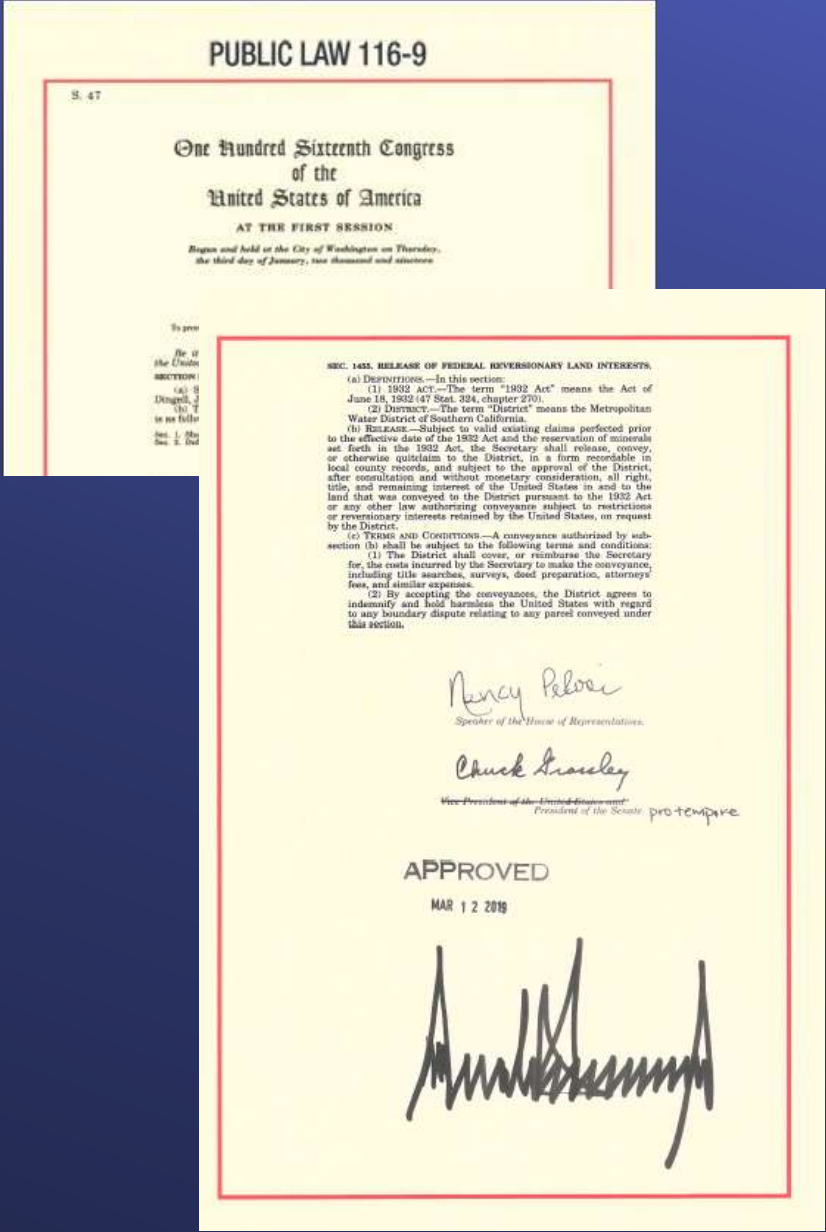 PUBLIC LAW 116-9
S. 47
One Hundred Sixteenth Congress
of the
United States of America
AT THE FIRST SESSION
Begun and held at the City of Washington on Thursday,
the third day of January, two thousand and nineteen
Be it
the United
SECTION
(a) S
Dingell, J
(b) T
is as follo
Sec. 1. Sho
Sec. 2. Def
SEC. 1455. RELEASE OF FEDERAL REVERSIONARY LAND INTERESTS.
(a) DEFINITIONS.—In this section:
(1) 1932 ACT.—The term “1932 Act” means the Act of
June 18, 1932 (47 Stat. 324, chapter 270).
(2) DISTRICT.—The term “District” means the Metropolitan
Water District of Southern California.
(b) RELEASE.—Subject to valid existing claims perfected prior
to the effective date of the 1932 Act and the reservation of minerals
set forth in the 1932 Act, the Secretary shall release, convey,
or otherwise quitclaim to the District, in a form recordable in
local county records, and subject to the approval of the District,
after consultation and without monetary consideration, all right,
title, and remaining interest of the United States in and to the
land that was conveyed to the District pursuant to the 1932 Act
or any other law authorizing conveyance subject to restrictions
or reversionary interests retained by the United States, on request
by the District.
(c) TERMS AND CONDITIONS.—A conveyance authorized by sub-
section (b) shall be subject to the following terms and conditions:
(1) The District shall cover, or reimburse the Secretary
for, the costs incurred by the Secretary to make the conveyance,
including title searches, surveys, deed preparation, attorneys’
fees, and similar expenses.
(2) By accepting the conveyances, the District agrees to
indemnify and hold harmless the United States with regard
to any boundary dispute relating to any parcel conveyed under
this section.
Nancy Pelosi
Speaker of the House of Representatives.
Chuck Grassley
Vice President of the United States and
President of the Senate pro tempore
APPROVED
MAR 12 2019